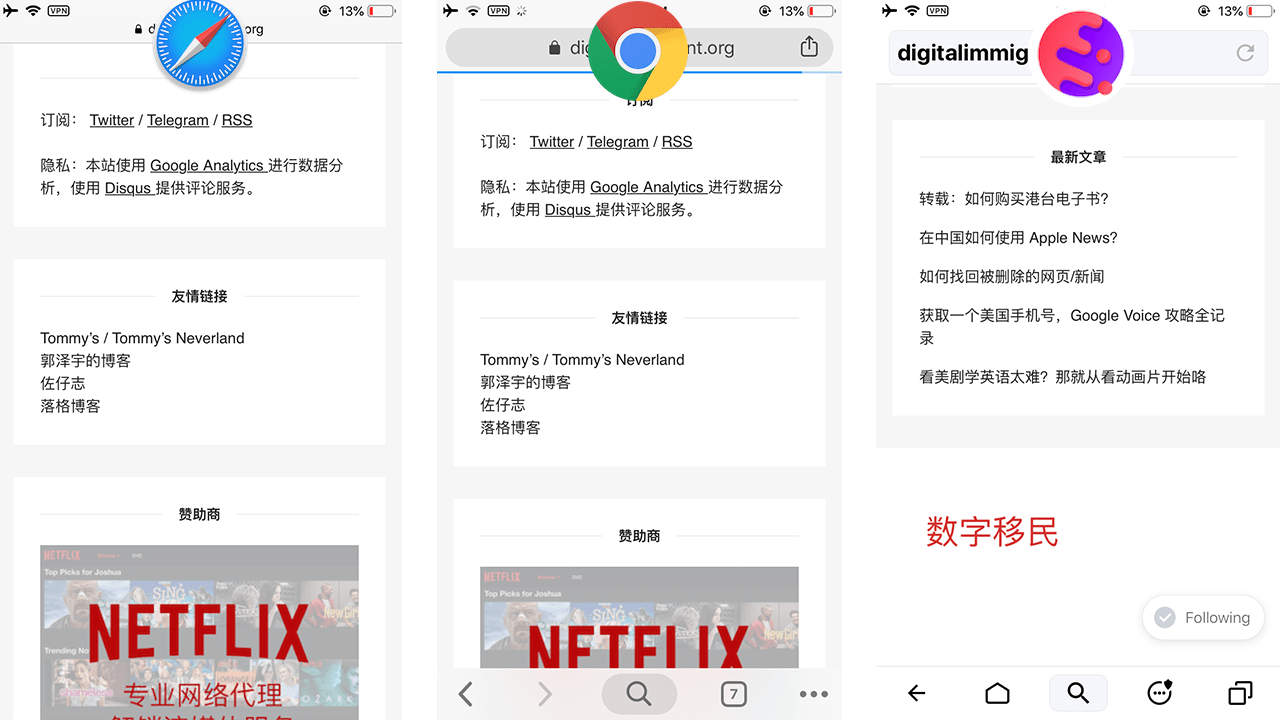 VPN
13%
订阅： Twitter / Telegram / RSS
隐私：本站使用 Google Analytics 进行数据分
析，使用 Disqus 提供评论服务。
友情链接
Tommy’s / Tommy’s Neverland
郭泽宇的博客
佐仔志
落格博客
赞助商
NETFLIX
Top Picks for Joshua
Trending Now
NETFLIX
专业网络代理
VPN
13%
订阅
订阅： Twitter / Telegram / RSS
隐私：本站使用 Google Analytics 进行数据分
析，使用 Disqus 提供评论服务。
友情链接
Tommy’s / Tommy’s Neverland
郭泽宇的博客
佐仔志
落格博客
赞助商
NETFLIX
Top Picks for Joshua
NETFLIX
7
VPN
13%
digitalimmig
最新文章
转载：如何购买港台电子书?
在中国如何使用 Apple News?
如何找回被删除的网页/新闻
获取一个美国手机号，Google Voice 攻略全记
录
看美剧学英语太难？那就从看动画片开始咯
数字移民
Following